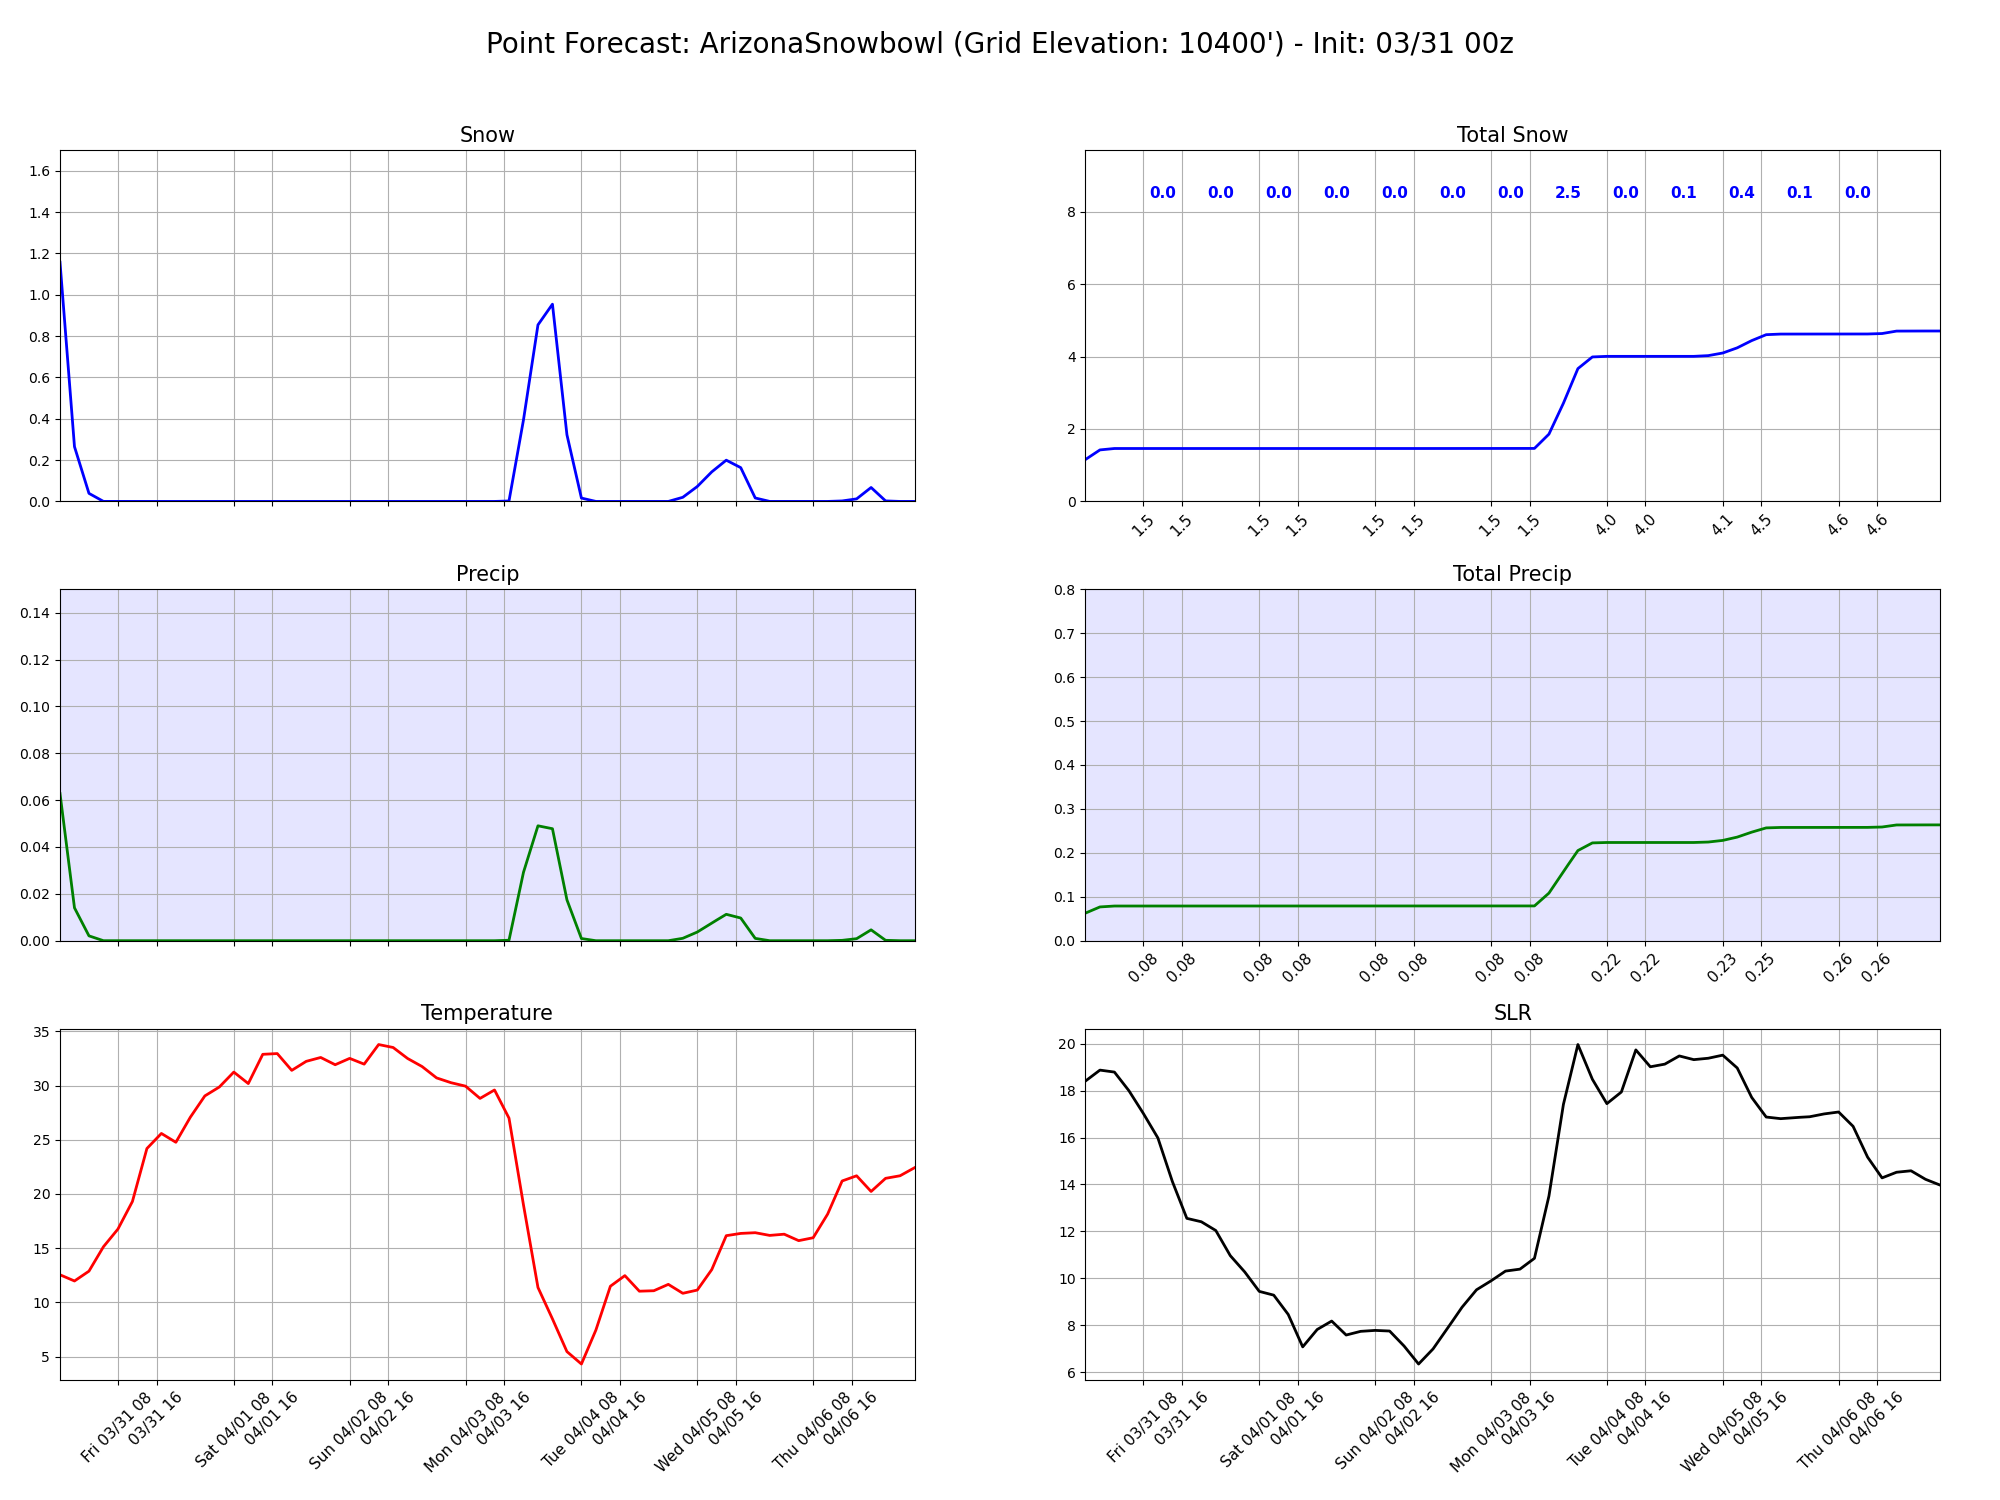 Point Forecast: ArizonaSnowbowl (Grid Elevation: 10400') - Init: 03/31 00z
Snow
1.6
1.4
1.2
1.0
0.8
0.6
0.4
0.2
0.0
Total Snow
0.0 0.0 0.0 0.0 0.0 0.0 0.0 2.5 0.0 0.1 0.4 0.1 0.0
8
6
4
2
0
1.5 1.5 1.5 1.5 1.5 1.5 1.5 1.5 4.0 4.0 4.1 4.5 4.6 4.6
Precip
0.14
0.12
0.10
0.08
0.06
0.04
0.02
0.00
Total Precip
0.8
0.7
0.6
0.5
0.4
0.3
0.2
0.1
0.0
0.08 0.08 0.08 0.08 0.08 0.08 0.08 0.08 0.22 0.22 0.23 0.25 0.26 0.26
Temperature
35
30
25
20
15
10
5
Fri 03/31 08
03/31 16
Sat 04/01 08
04/01 16
Sun 04/02 08
04/02 16
Mon 04/03 08
04/03 16
Tue 04/04 08
04/04 16
Wed 04/05 08
04/05 16
Thu 04/06 08
04/06 16
SLR
20
18
16
14
12
10
8
6
Fri 03/31 08
03/31 16
Sat 04/01 08
04/01 16
Sun 04/02 08
04/02 16
Mon 04/03 08
04/03 16
Tue 04/04 08
04/04 16
Wed 04/05 08
04/05 16
Thu 04/06 08
04/06 16